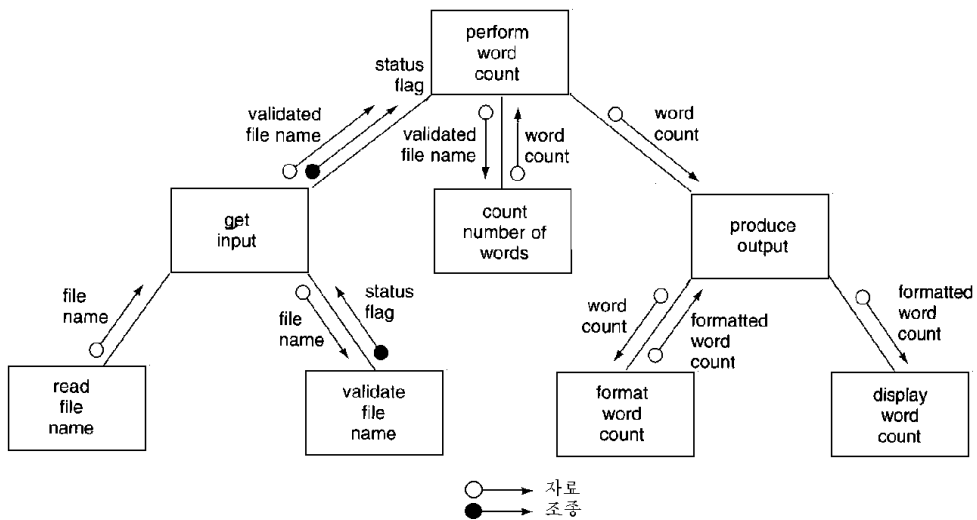 perform
word
count
status
flag
validated
file name
validated
file name
word
count
word
count
get
input
count
number of
words
produce
output
file
name
file
name
status
flag
word
count
formatted
word
count
formatted
word
count
read
file
name
validate
file
name
format
word
count
display
word
count
자료
조종